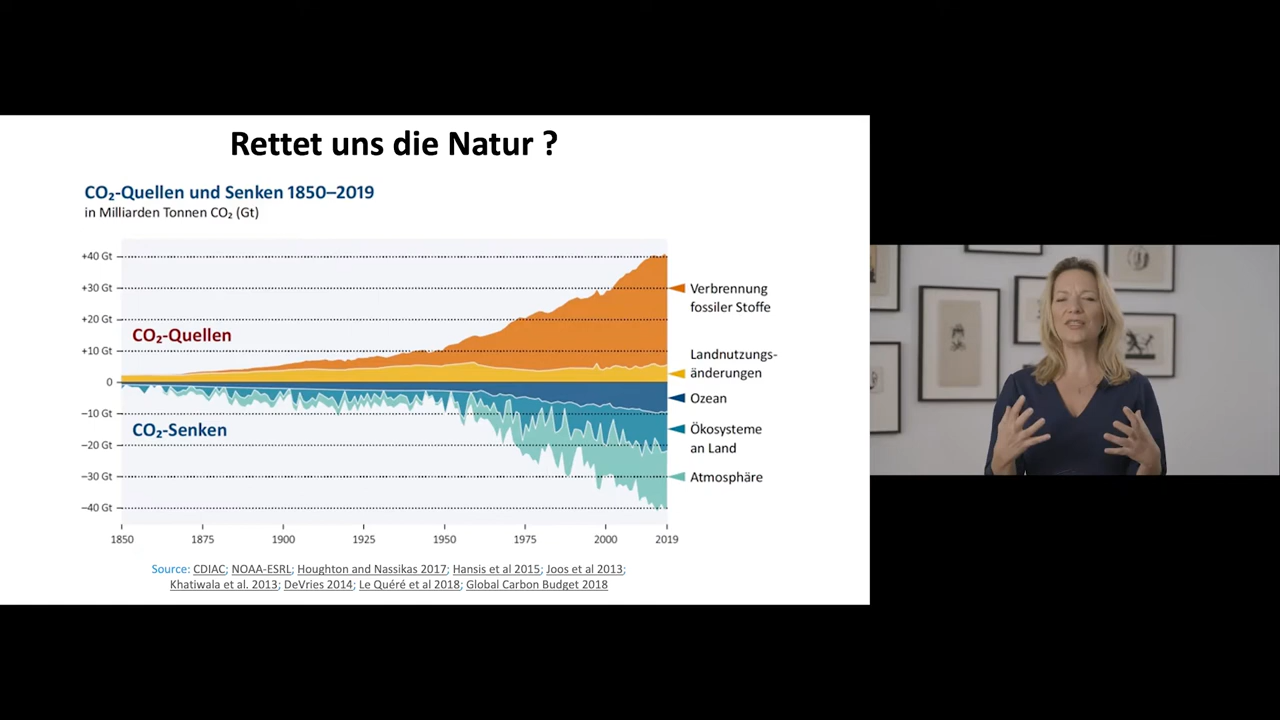 Rettet uns die Natur ?
CO₂-Quellen und Senken 1850–2019
in Milliarden Tonnen CO₂ (Gt)
+40 Gt
+30 Gt
+20 Gt
+10 Gt
0
−10 Gt
−20 Gt
−30 Gt
−40 Gt
CO₂-Quellen
CO₂-Senken
Verbrennung
fossiler Stoffe
Landnutzungs-
änderungen
Ozean
Ökosysteme
an Land
Atmosphäre
1850 1875 1900 1925 1950 1975 2000 2019
Source: CDIAC; NOAA-ESRL; Houghton and Nassikas 2017; Hansis et al 2015; Joos et al 2013;
Khatiwala et al. 2013; DeVries 2014; Le Quéré et al 2018; Global Carbon Budget 2018